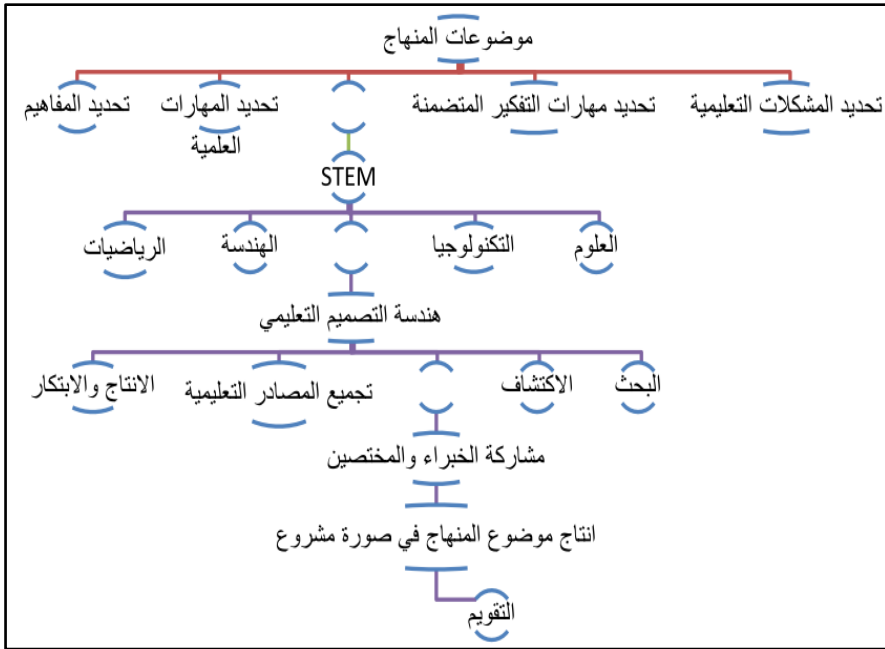 موضوعات المنهاج
تحديد المشكلات التعليمية
تحديد مهارات التفكير المتضمنة
تحديد المهارات
العلمية
تحديد المفاهيم
STEM
العلوم
التكنولوجيا
الهندسة
الرياضيات
هندسة التصميم التعليمي
البحث
الاكتشاف
تجميع المصادر التعليمية
الانتاج والابتكار
مشاركة الخبراء والمختصين
انتاج موضوع المنهاج في صورة مشروع
التقويم